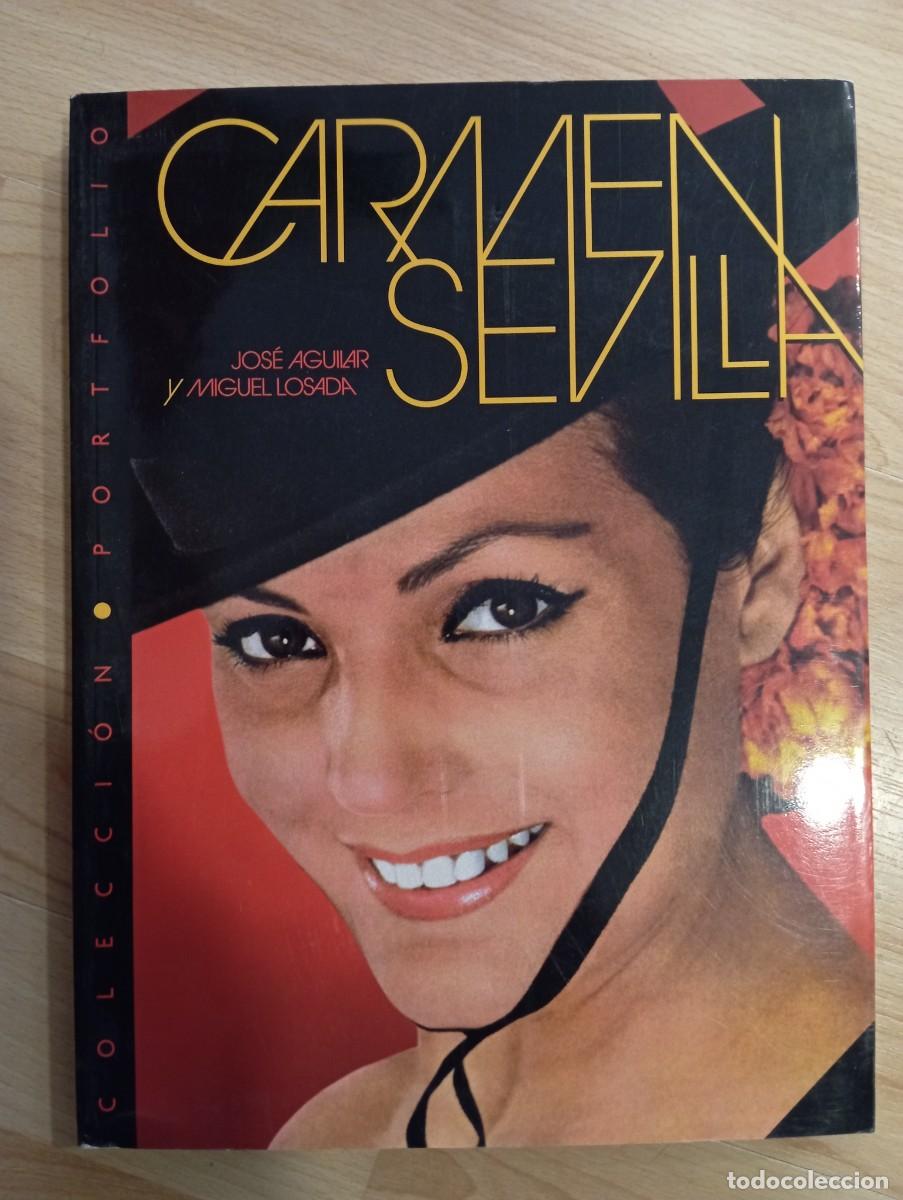 CARMEN
SEVILLA
JOSÉ AGUILAR
Y MIGUEL LOSADA
COLECCIÓN • PORTFOLIO
todocoleccion